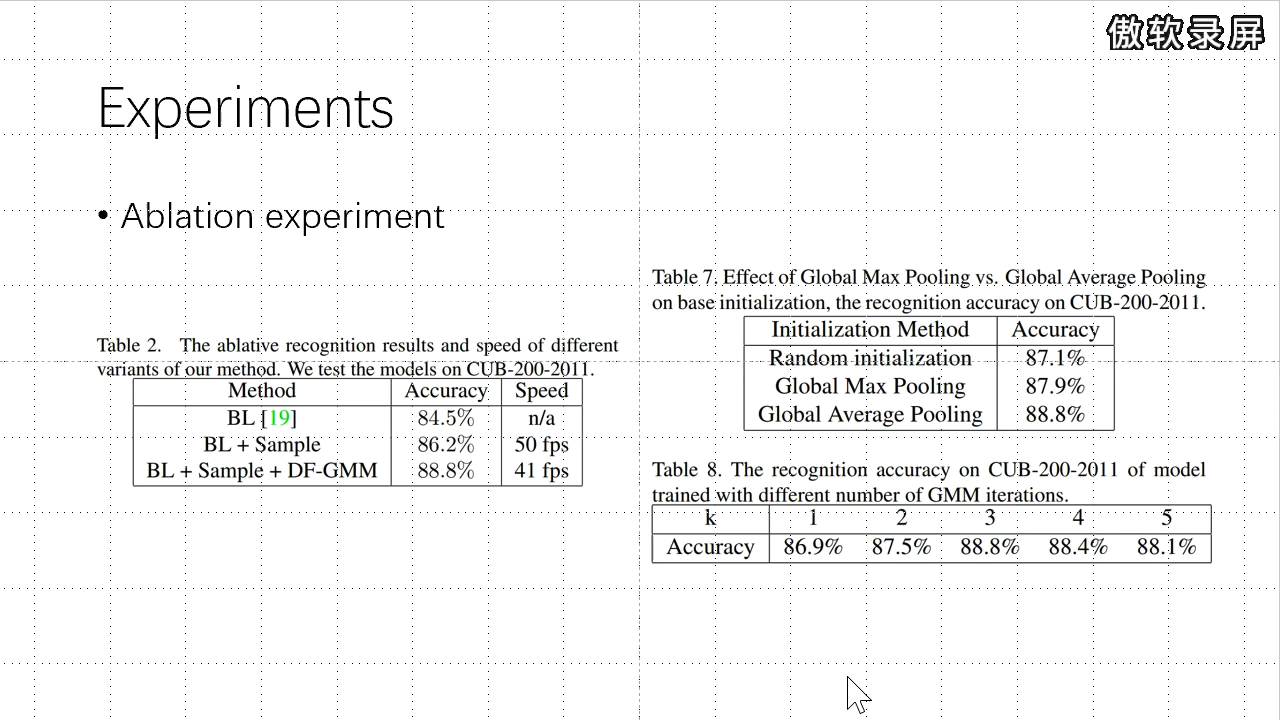 傲软录屏
Experiments
• Ablation experiment
Table 2. The ablative recognition results and speed of different
variants of our method. We test the models on CUB-200-2011.
Method Accuracy Speed
BL [19] 84.5% n/a
BL + Sample 86.2% 50 fps
BL + Sample + DF-GMM 88.8% 41 fps
Table 7. Effect of Global Max Pooling vs. Global Average Pooling
on base initialization, the recognition accuracy on CUB-200-2011.
Initialization Method Accuracy
Random initialization 87.1%
Global Max Pooling 87.9%
Global Average Pooling 88.8%
Table 8. The recognition accuracy on CUB-200-2011 of model
trained with different number of GMM iterations.
k 1 2 3 4 5
Accuracy 86.9% 87.5% 88.8% 88.4% 88.1%